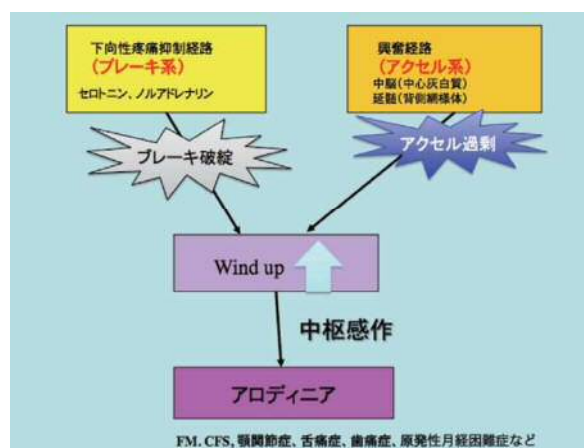 下向性疼痛抑制経路
(ブレーキ系)
セロトニン、ノルアドレナリン
興奮経路
(アクセル系)
中脳(中心灰白質)
延髄(背側網様体)
ブレーキ破綻
アクセル過剰
Wind up
中枢感作
アロディニア
FM. CFS, 顎関節症、舌痛症、歯痛症、原発性月経困難症など